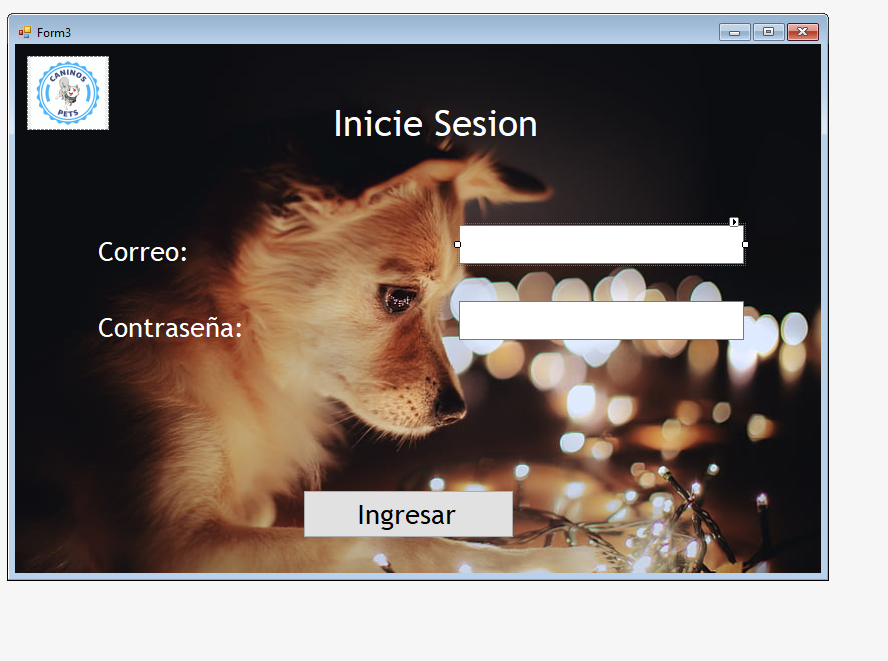 Form3
CANINOS
PETS
Inicie Sesion
Correo:
Contraseña:
Ingresar